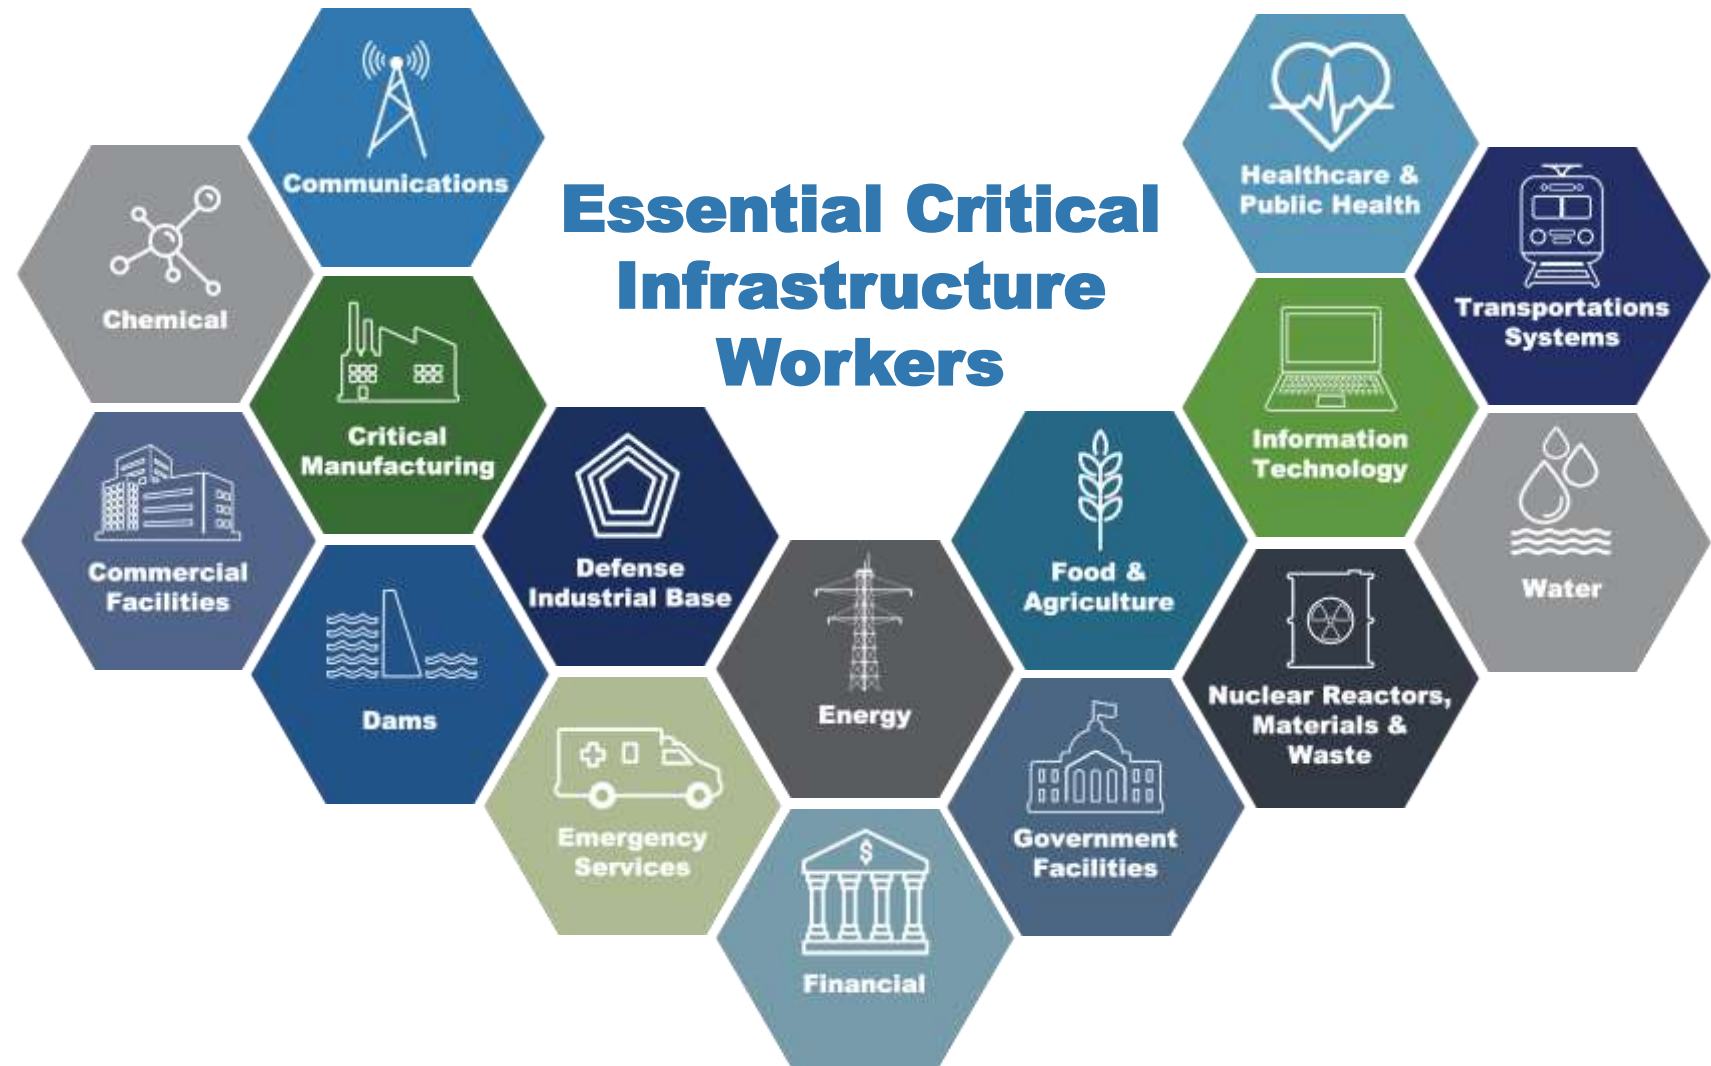 Essential Critical
Infrastructure
Workers
Communications
Chemical
Critical
Manufacturing
Commercial
Facilities
Dams
Defense
Industrial Base
Emergency
Services
Energy
$
Financial
Food &
Agriculture
Government
Facilities
Healthcare &
Public Health
Information
Technology
Nuclear Reactors,
Materials &
Waste
Transportations
Systems
Water